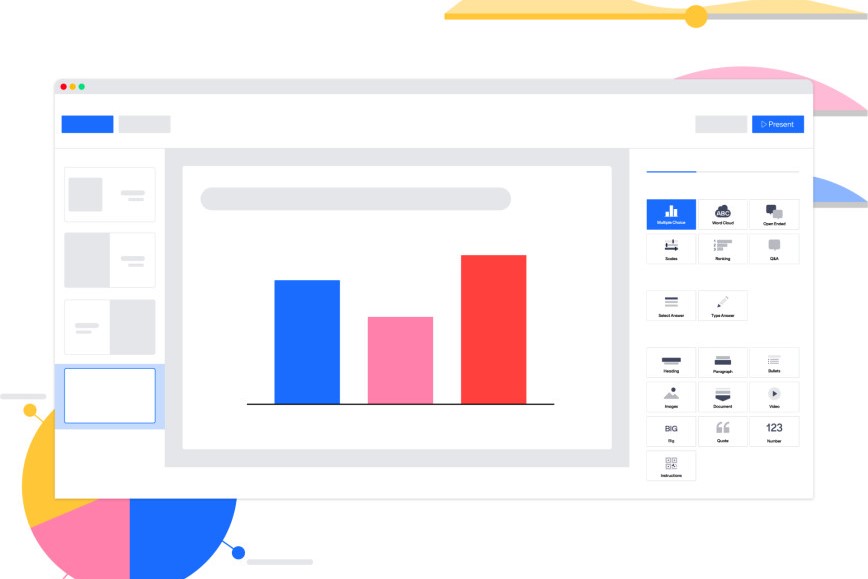 Present
Multiple Choice
Word Cloud
ABC
Open Ended
Scales
Ranking
Q&A
Select Answer
Type Answer
Heading
Paragraph
Bullets
Images
Document
Video
BIG
Big
Quote
123
Number
Instructions